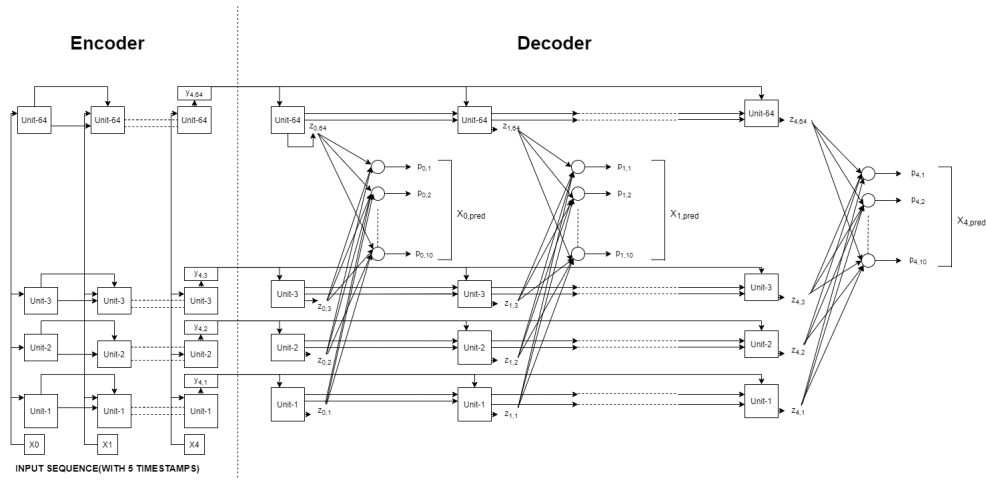 Encoder
Decoder
y4,64
Unit-64
Unit-64
Unit-64
Unit-64
Unit-64
Unit-64
z0,64
z1,64
z4,64
p0,1
p1,1
p4,1
p0,2
p1,2
p4,2
X0,pred
X1,pred
X4,pred
p0,10
p1,10
p4,10
y4,3
Unit-3
Unit-3
Unit-3
Unit-3
Unit-3
Unit-3
z0,3
z1,3
z4,3
y4,2
Unit-2
Unit-2
Unit-2
Unit-2
Unit-2
Unit-2
z0,2
z1,2
z4,2
y4,1
Unit-1
Unit-1
Unit-1
Unit-1
Unit-1
Unit-1
z0,1
z1,1
z4,1
X0
X1
X4
INPUT SEQUENCE(WITH 5 TIMESTAMPS)